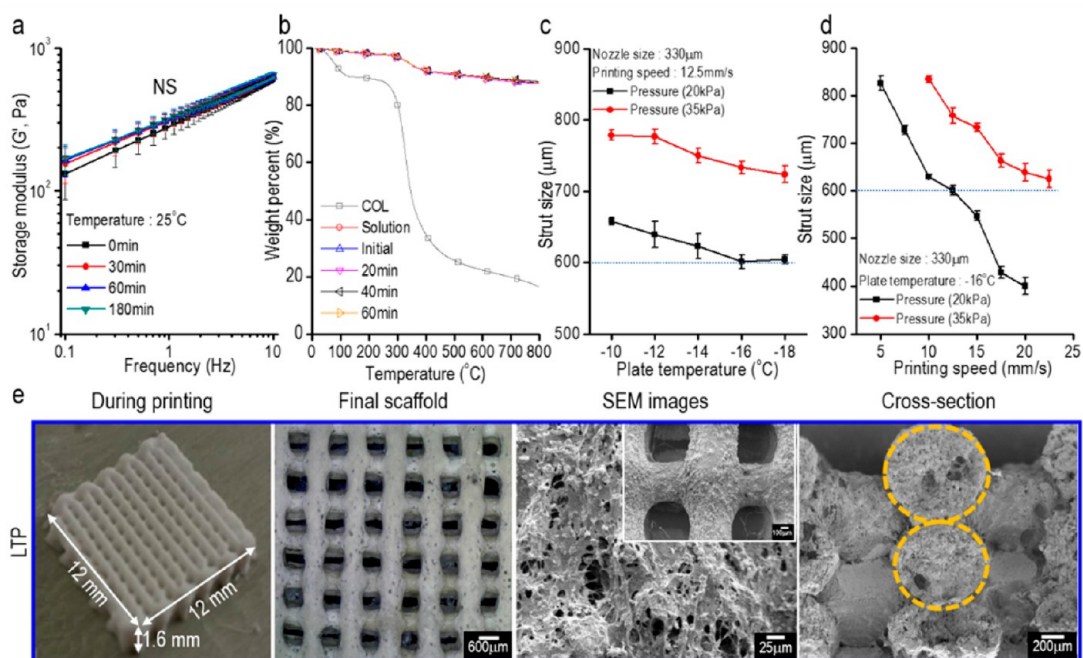 a
10³
10²
10¹
Storage modulus (G', Pa)
NS
Temperature : 25°C
0min
30min
60min
180min
0.1
1
10
Frequency (Hz)
b
100
80
60
40
20
0
Weight percent (%)
COL
Solution
Initial
20min
40min
60min
0 100 200 300 400 500 600 700 800
Temperature (°C)
c
900
800
700
600
500
Strut size (μm)
Nozzle size : 330μm
Printing speed : 12.5mm/s
Pressure (20kPa)
Pressure (35kPa)
-10 -12 -14 -16 -18
Plate temperature (°C)
d
900
800
700
600
500
400
300
Strut size (μm)
Nozzle size : 330μm
Plate temperature : -16°C
Pressure (20kPa)
Pressure (35kPa)
5 10 15 20 25
Printing speed (mm/s)
e
During printing
Final scaffold
SEM images
Cross-section
LTP
12 mm
12 mm
1.6 mm
600μm
100μm
25μm
200μm